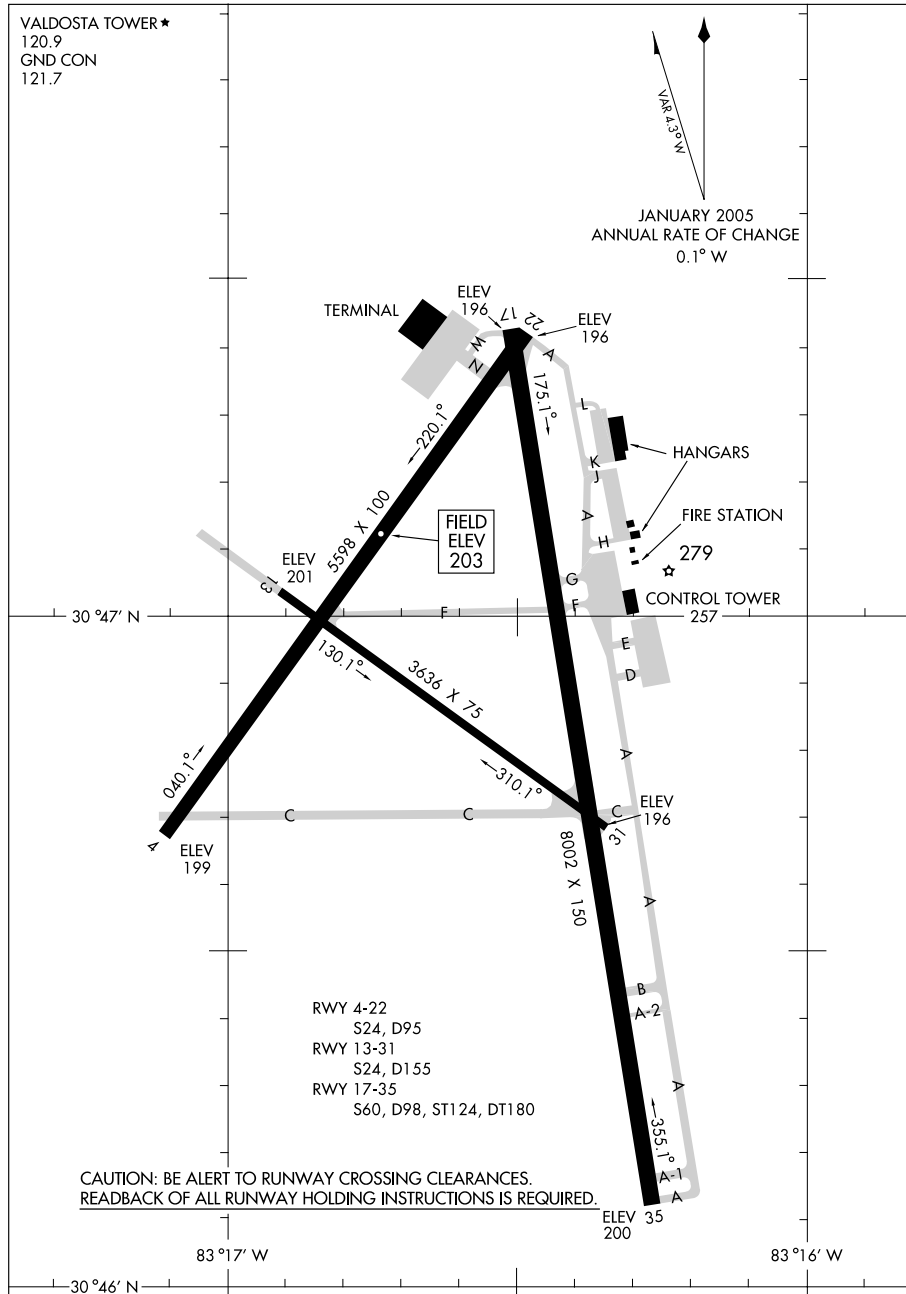 VALDOSTA TOWER★
120.9
GND CON
121.7
VAR 4.3° W
JANUARY 2005
ANNUAL RATE OF CHANGE
0.1° W
TERMINAL
ELEV
196
17
22
ELEV
196
A
M
N
175.1°
L
220.1°
HANGARS
K
J
5598 X 100
FIELD
ELEV
203
A
H
FIRE STATION
279
ELEV
201
13
G
F
F
CONTROL TOWER
257
30 °47' N
E
D
130.1°
3636 X 75
A
040.1°
310.1°
C
C
C
ELEV
196
31
4
ELEV
199
8002 X 150
A
B
A-2
RWY 4-22
S24, D95
RWY 13-31
S24, D155
RWY 17-35
S60, D98, ST124, DT180
A
355.1°
A-1
A
CAUTION: BE ALERT TO RUNWAY CROSSING CLEARANCES.
READBACK OF ALL RUNWAY HOLDING INSTRUCTIONS IS REQUIRED.
ELEV
200
35
83 °17' W
83 °16' W
30 °46' N